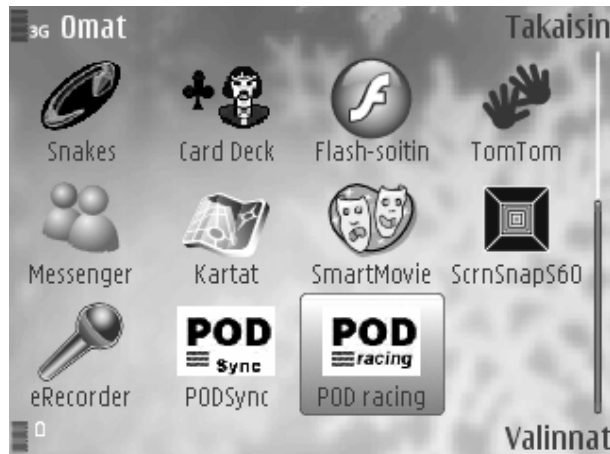 3G Omat Takaisin
Snakes Card Deck Flash-soitin TomTom
Messenger Kartat SmartMovie ScrnSnapS60
POD Sync POD racing
eRecorder PODSync POD racing
Valinnat